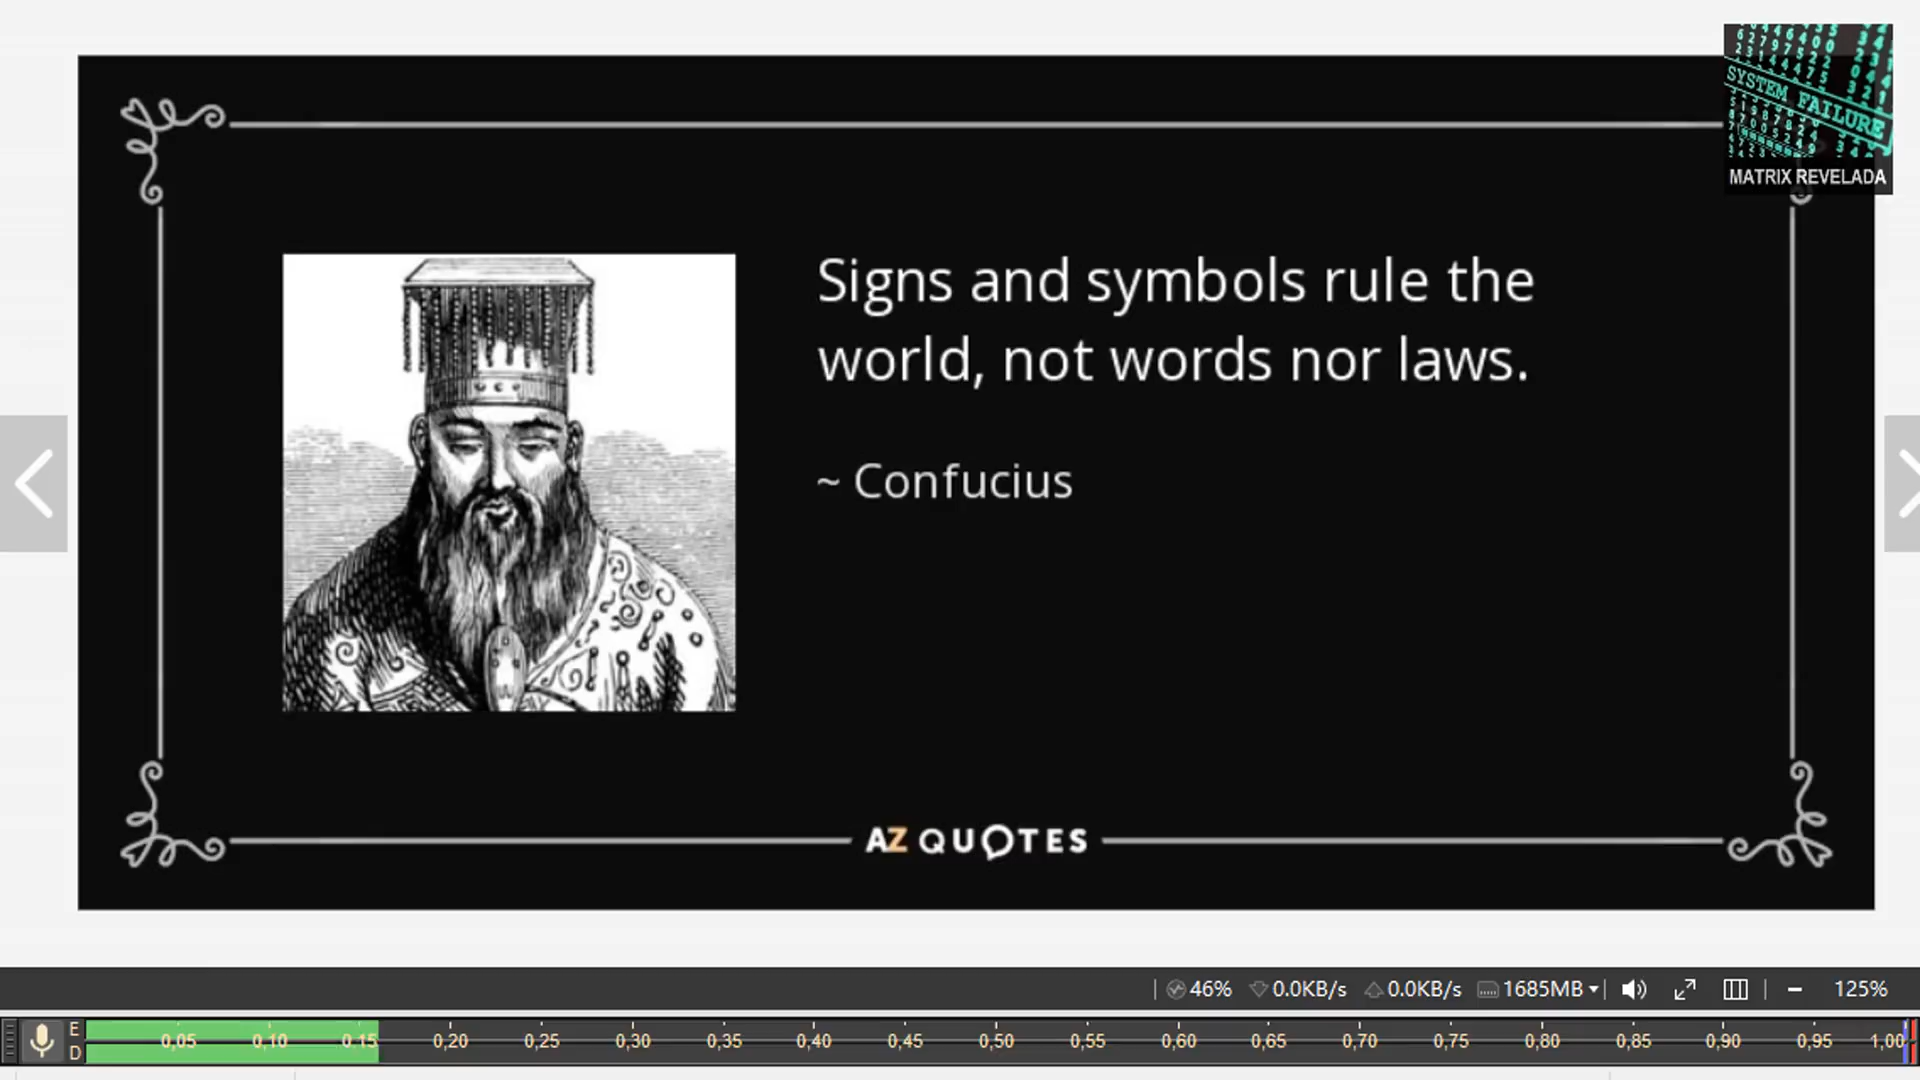 SYSTEM FAILURE
MATRIX REVELADA
Signs and symbols rule the
world, not words nor laws.
~ Confucius
AZ QUOTES
46% 0.0KB/s 0.0KB/s 1685MB 125%
E
D
0,05 0,10 0,15 0,20 0,25 0,30 0,35 0,40 0,45 0,50 0,55 0,60 0,65 0,70 0,75 0,80 0,85 0,90 0,95 1,00